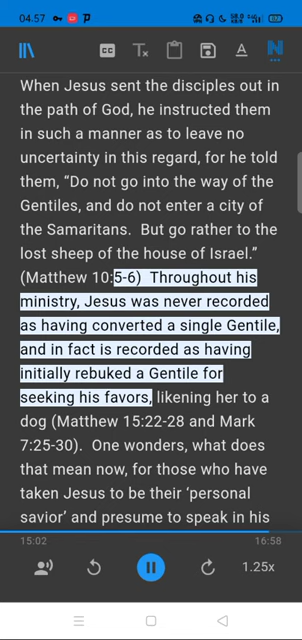 04.57
58.0
KB/S
48%
CC
Tx
A
N
When Jesus sent the disciples out in
the path of God, he instructed them
in such a manner as to leave no
uncertainty in this regard, for he told
them, “Do not go into the way of the
Gentiles, and do not enter a city of
the Samaritans.  But go rather to the
lost sheep of the house of Israel.”
(Matthew 10:5-6)  Throughout his
ministry, Jesus was never recorded
as having converted a single Gentile,
and in fact is recorded as having
initially rebuked a Gentile for
seeking his favors, likening her to a
dog (Matthew 15:22-28 and Mark
7:25-30).  One wonders, what does
that mean now, for those who have
taken Jesus to be their ‘personal
savior’ and presume to speak in his
15:02 16:58
1.25x